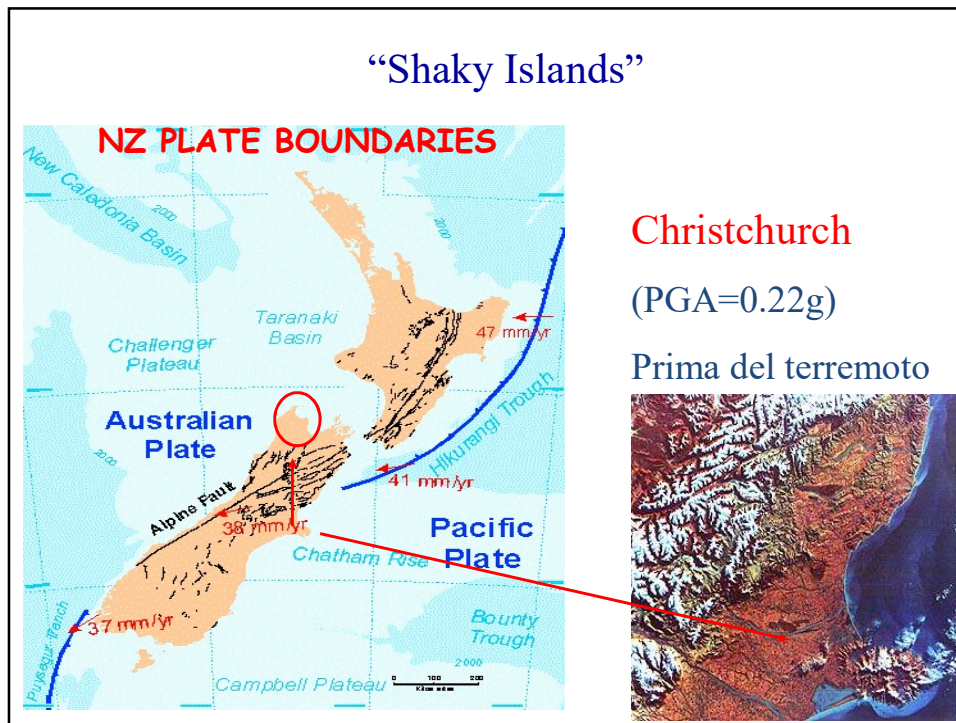 “Shaky Islands”
NZ PLATE BOUNDARIES
New Caledonia
Basin
2000
2000
Taranaki
Basin
47 mm/yr
Challenger
Plateau
Hikurangi Trough
Australian
Plate
2000
41 mm/yr
Alpine Fault
38 mm/yr
Pacific
Plate
Chatham Rise
37 mm/yr
Puysegur Trench
Bounty
Trough
2000
Campbell Plateau
0 100 200
Kilometres
Christchurch
(PGA=0.22g)
Prima del terremoto